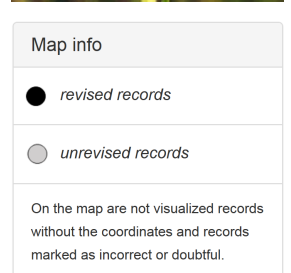 Map info
revised records
unrevised records
On the map are not visualized records
without the coordinates and records
marked as incorrect or doubtful.